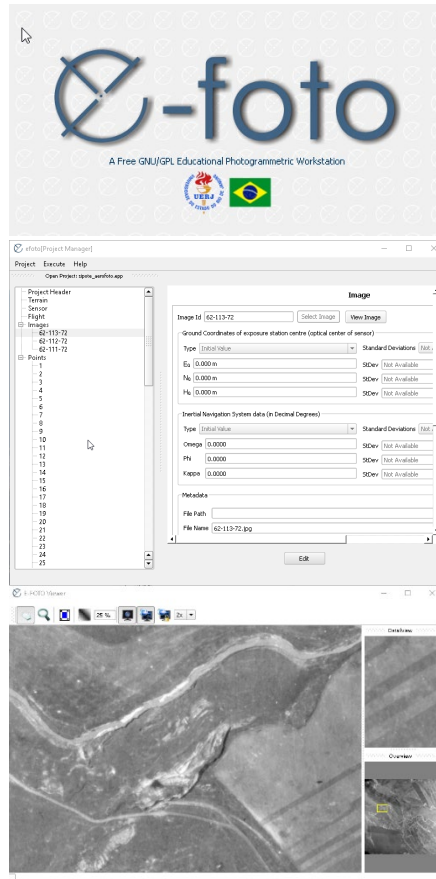 e-foto
A Free GNU/GPL Educational Photogrammetric Workstation
UERJ
efoto[Project Manager]
Project Execute Help
Open Project: zipote_aerofoto.app
Project Header
Terrain
Sensor
Flight
Images
62-113-72
62-112-72
62-111-72
Points
1
2
3
4
5
6
7
8
9
10
11
12
13
14
15
16
17
18
19
20
21
22
23
24
25
Image
Image Id 62-113-72 Select Image View Image
Ground Coordinates of exposure station centre (optical center of sensor)
Type Initial Value Standard Deviations Not
E₀ 0.000 m StDev Not Available
N₀ 0.000 m StDev Not Available
H₀ 0.000 m StDev Not Available
Inertial Navigation System data (in Decimal Degrees)
Type Initial Value Standard Deviations Not
Omega 0.0000 StDev Not Available
Phi 0.0000 StDev Not Available
Kappa 0.0000 StDev Not Available
Metadata
File Path
File Name 62-113-72.jpg
Edit
E-FOTO Viewer
25 % 2x
Detailview
Overview